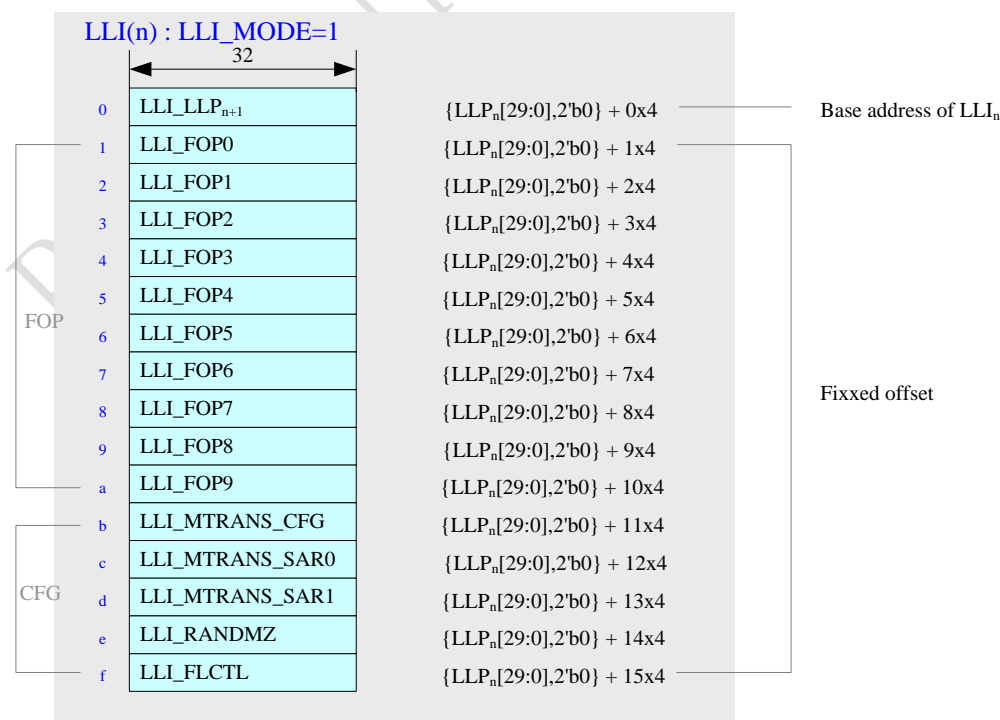 LLI(n) : LLI_MODE=1
32
0 LLI_LLPn+1 {LLPn[29:0],2'b0} + 0x4 Base address of LLIn
1 LLI_FOP0 {LLPn[29:0],2'b0} + 1x4
2 LLI_FOP1 {LLPn[29:0],2'b0} + 2x4
3 LLI_FOP2 {LLPn[29:0],2'b0} + 3x4
4 LLI_FOP3 {LLPn[29:0],2'b0} + 4x4
5 LLI_FOP4 {LLPn[29:0],2'b0} + 5x4
FOP
6 LLI_FOP5 {LLPn[29:0],2'b0} + 6x4
7 LLI_FOP6 {LLPn[29:0],2'b0} + 7x4
Fixxed offset
8 LLI_FOP7 {LLPn[29:0],2'b0} + 8x4
9 LLI_FOP8 {LLPn[29:0],2'b0} + 9x4
a LLI_FOP9 {LLPn[29:0],2'b0} + 10x4
b LLI_MTRANS_CFG {LLPn[29:0],2'b0} + 11x4
c LLI_MTRANS_SAR0 {LLPn[29:0],2'b0} + 12x4
CFG
d LLI_MTRANS_SAR1 {LLPn[29:0],2'b0} + 13x4
e LLI_RANDMZ {LLPn[29:0],2'b0} + 14x4
f LLI_FLCTL {LLPn[29:0],2'b0} + 15x4